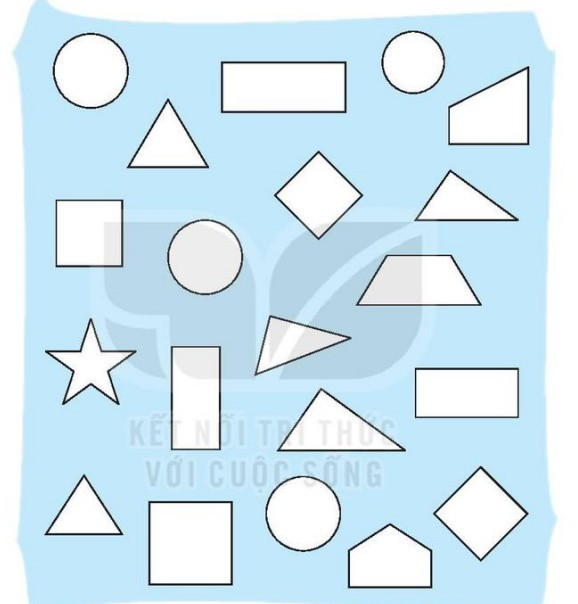 KẾT NỐI TRI THỨC
VỚI CUỘC SỐNG